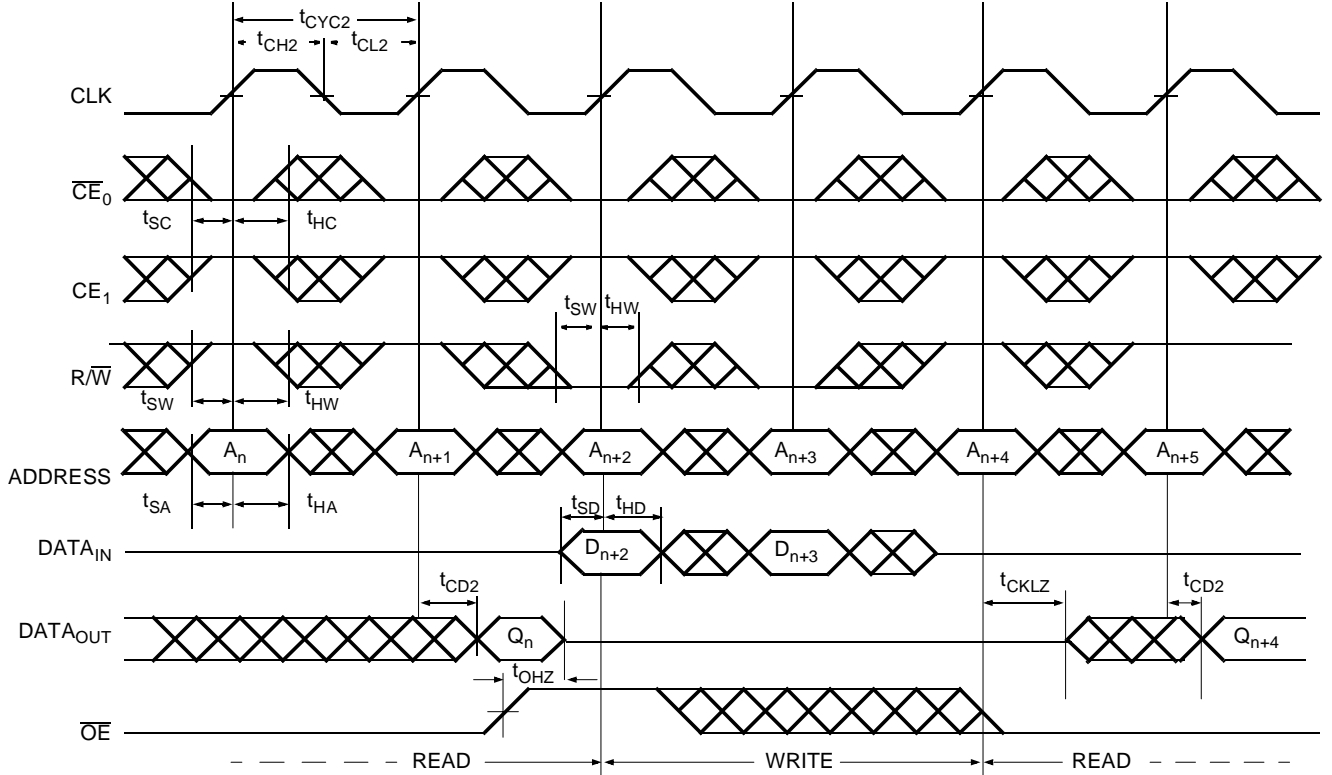 tCYC2
tCH2 tCL2
CLK
CE0
tSC tHC
CE1
tSW tHW
R/W
tSW tHW
An An+1 An+2 An+3 An+4 An+5
ADDRESS
tSA tHA tSD tHD
DATAIN Dn+2 Dn+3
tCD2 tCKLZ tCD2
DATAOUT Qn Qn+4
tOHZ
OE
READ WRITE READ